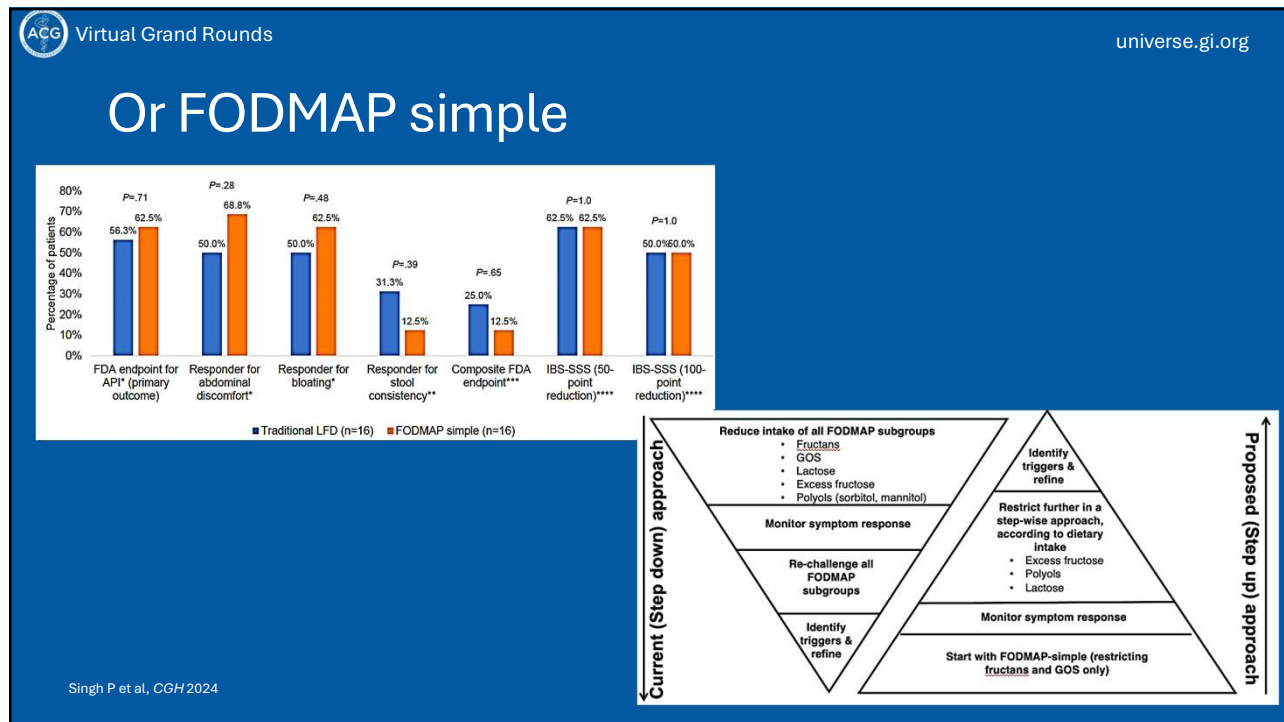 ACG
Virtual Grand Rounds
universe.gi.org
Or FODMAP simple
Percentage of patients
80%
70%
60%
50%
40%
30%
20%
10%
0%
P=.71
56.3%
62.5%
P=.28
50.0%
68.8%
P=.48
50.0%
62.5%
P=.39
31.3%
12.5%
P=.65
25.0%
12.5%
P=1.0
62.5%
62.5%
P=1.0
50.0%
50.0%
FDA endpoint for
API* (primary
outcome)
Responder for
abdominal
discomfort*
Responder for
bloating*
Responder for
stool
consistency**
Composite FDA
endpoint***
IBS-SSS (50-
point
reduction)****
IBS-SSS (100-
point
reduction)****
Traditional LFD (n=16)
FODMAP simple (n=16)
Current (Step down) approach
Reduce intake of all FODMAP subgroups
• Fructans
• GOS
• Lactose
• Excess fructose
• Polyols (sorbitol, mannitol)
Monitor symptom response
Re-challenge all
FODMAP
subgroups
Identify
triggers &
refine
Identify
triggers &
refine
Restrict further in a
step-wise approach,
according to dietary
intake
• Excess fructose
• Polyols
• Lactose
Monitor symptom response
Start with FODMAP-simple (restricting
fructans and GOS only)
Proposed (Step up) approach
Singh P et al, CGH 2024